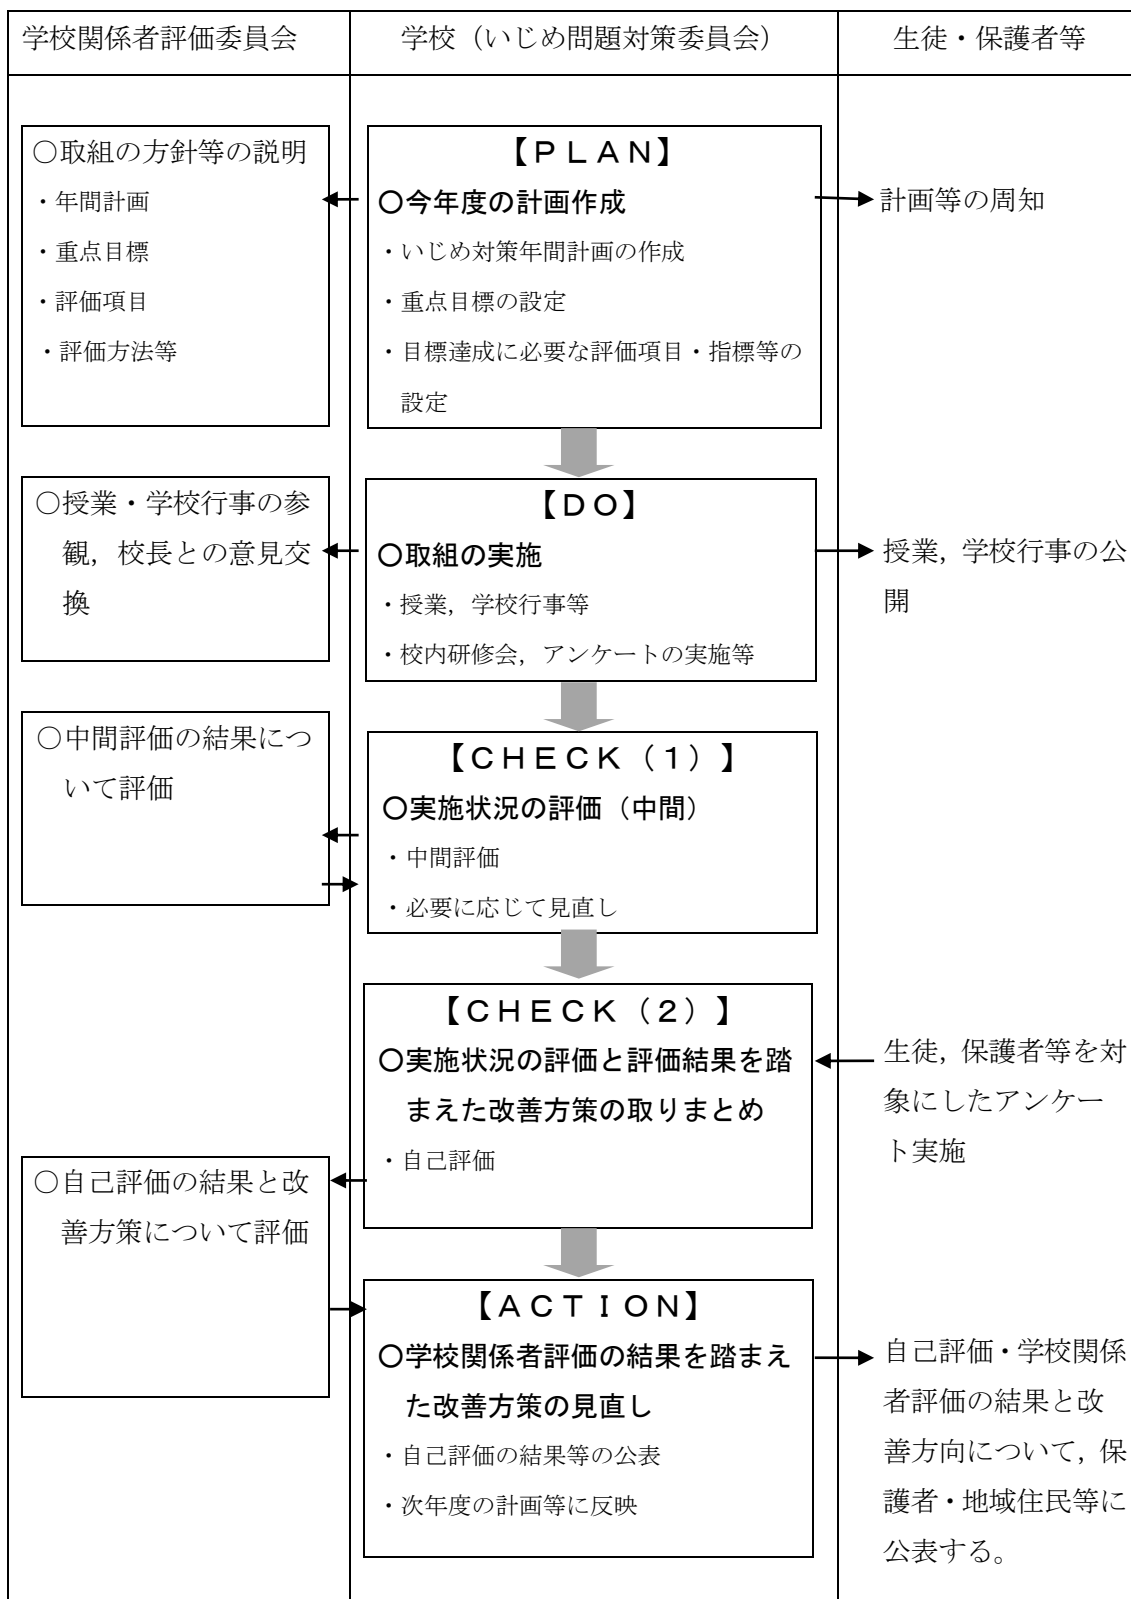 学校関係者評価委員会
学校（いじめ問題対策委員会）
生徒・保護者等
○取組の方針等の説明
・年間計画
・重点目標
・評価項目
・評価方法等
【ＰＬＡＮ】
○今年度の計画作成
・いじめ対策年間計画の作成
・重点目標の設定
・目標達成に必要な評価項目・指標等の
設定
計画等の周知
○授業・学校行事の参
観，校長との意見交
換
【ＤＯ】
○取組の実施
・授業，学校行事等
・校内研修会，アンケートの実施等
授業，学校行事の公
開
○中間評価の結果につ
いて評価
【ＣＨＥＣＫ（１）】
○実施状況の評価（中間）
・中間評価
・必要に応じて見直し
【ＣＨＥＣＫ（２）】
○実施状況の評価と評価結果を踏
まえた改善方策の取りまとめ
・自己評価
生徒，保護者等を対
象にしたアンケー
ト実施
○自己評価の結果と改
善方策について評価
【ＡＣＴＩＯＮ】
○学校関係者評価の結果を踏まえ
た改善方策の見直し
・自己評価の結果等の公表
・次年度の計画等に反映
自己評価・学校関係
者評価の結果と改
善方向について，保
護者・地域住民等に
公表する。